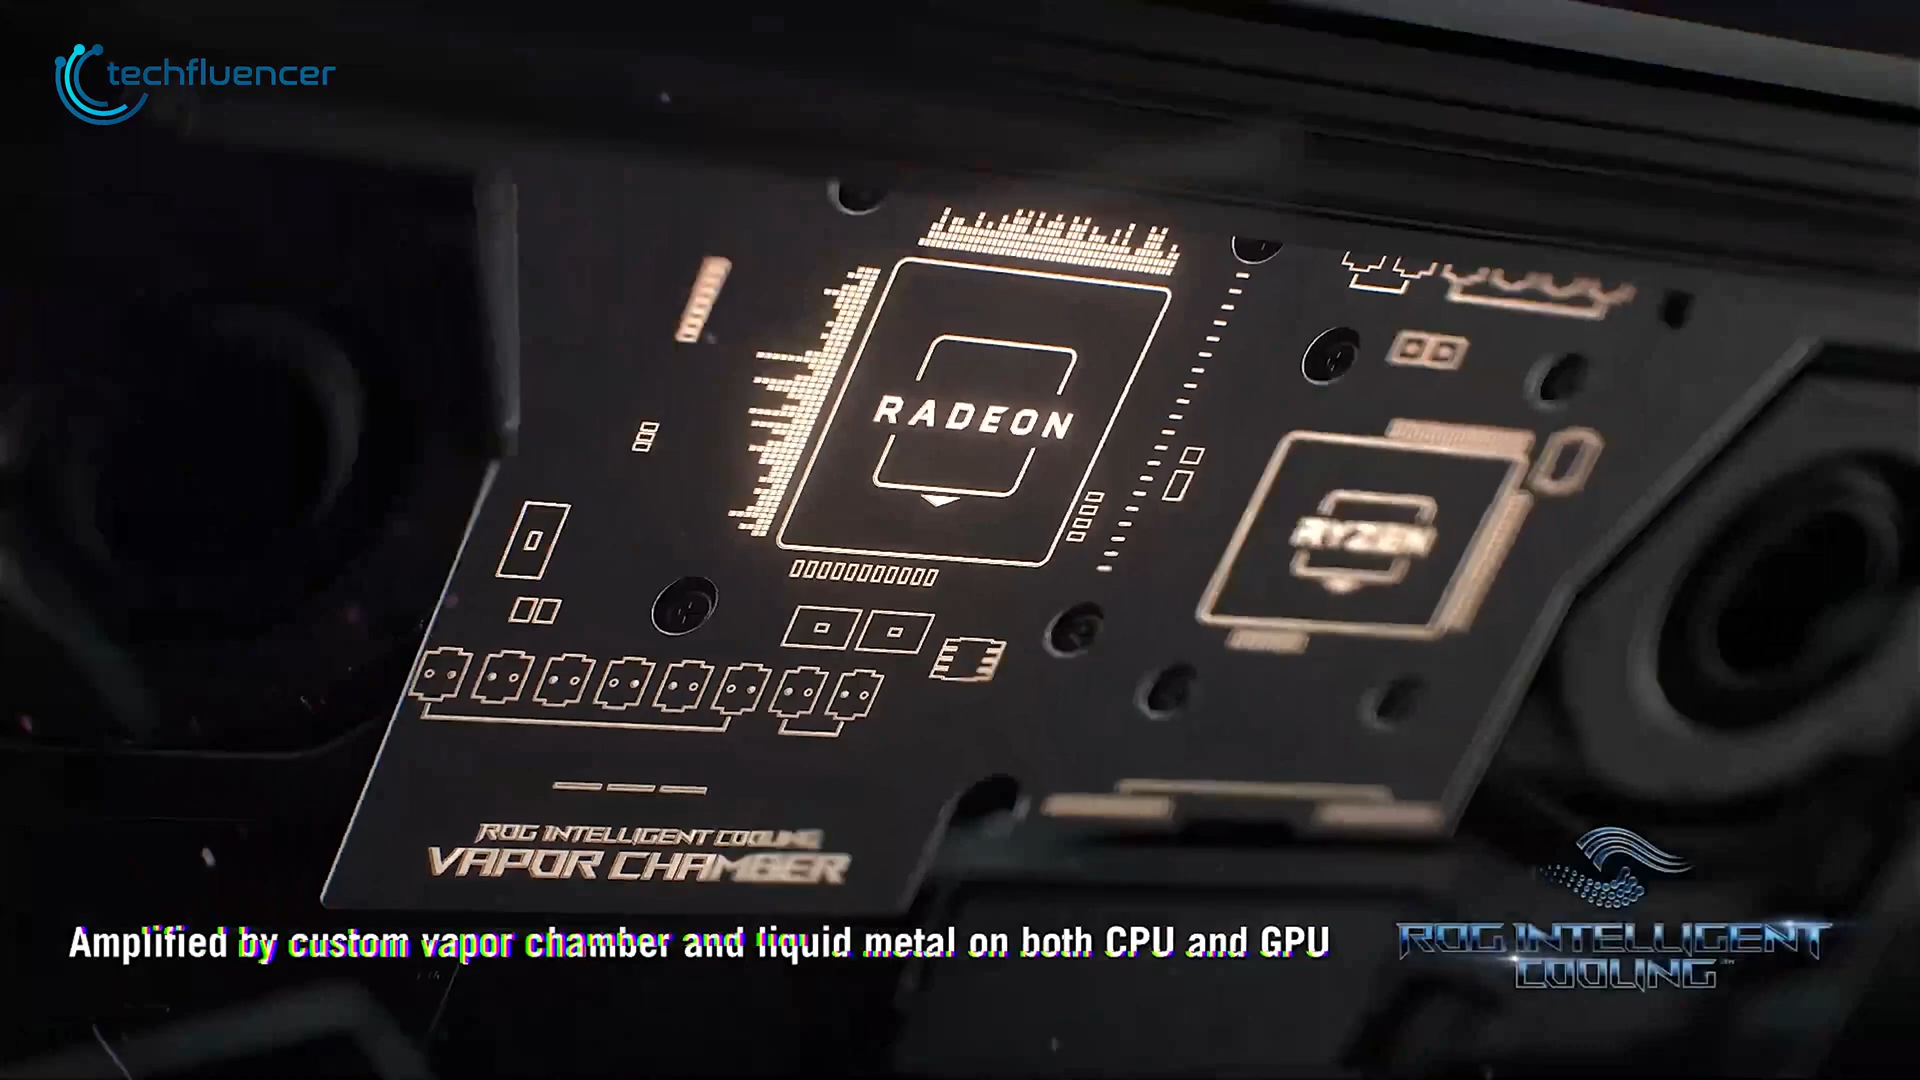 techfluencer
RADEON
RYZEN
ROG INTELLIGENT COOLING
VAPOR CHAMBER
Amplified by custom vapor chamber and liquid metal on both CPU and GPU
ROG INTELLIGENT
COOLING